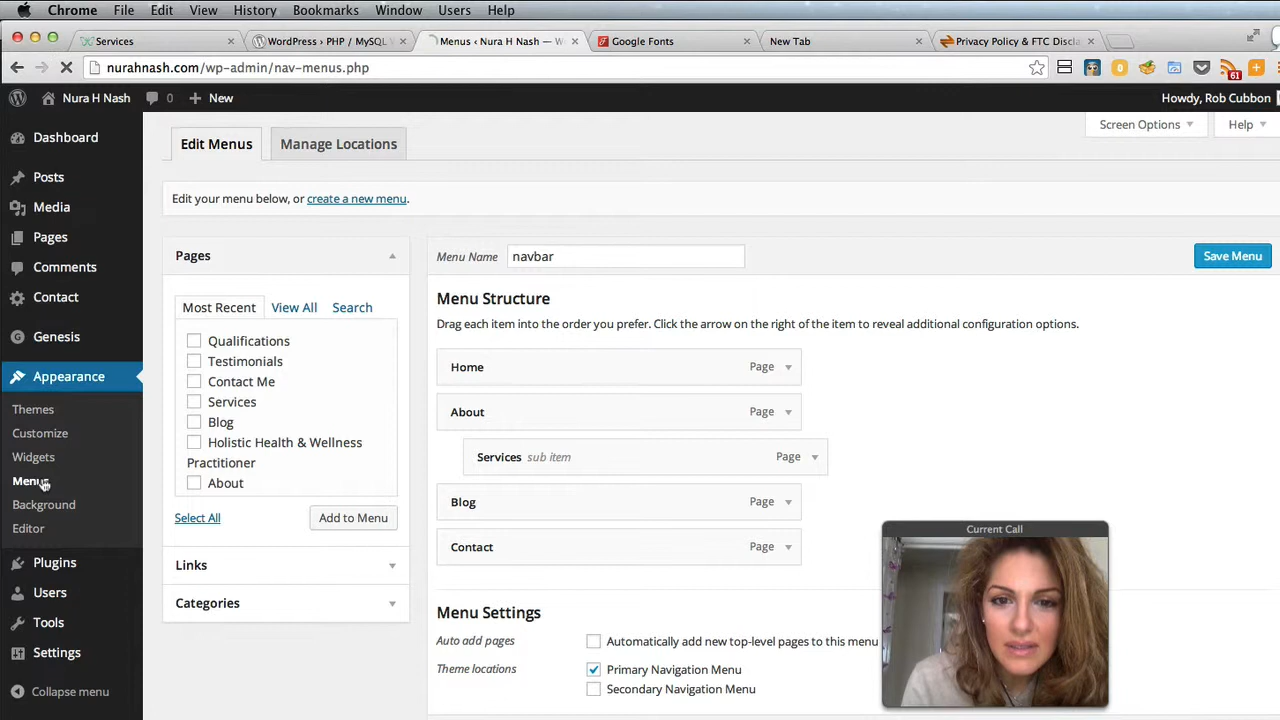 Chrome File Edit View History Bookmarks Window Users Help
Services
WordPress › PHP / MySQL
Menus ‹ Nura H Nash — W
Google Fonts
New Tab
Privacy Policy & FTC Discla
nurahnash.com/wp-admin/nav-menus.php
61
Nura H Nash 0 New
Howdy, Rob Cubbon
Screen Options
Help
Dashboard
Posts
Media
Pages
Comments
Contact
Genesis
Appearance
Themes
Customize
Widgets
Menus
Background
Editor
Plugins
Users
Tools
Settings
Collapse menu
Edit Menus
Manage Locations
Edit your menu below, or create a new menu.
Pages
Most Recent View All Search
Qualifications
Testimonials
Contact Me
Services
Blog
Holistic Health & Wellness
Practitioner
About
Select All
Add to Menu
Links
Categories
Menu Name navbar
Save Menu
Menu Structure
Drag each item into the order you prefer. Click the arrow on the right of the item to reveal additional configuration options.
Home Page
About Page
Services sub item Page
Blog Page
Contact Page
Menu Settings
Auto add pages Automatically add new top-level pages to this menu
Theme locations Primary Navigation Menu
Secondary Navigation Menu
Current Call